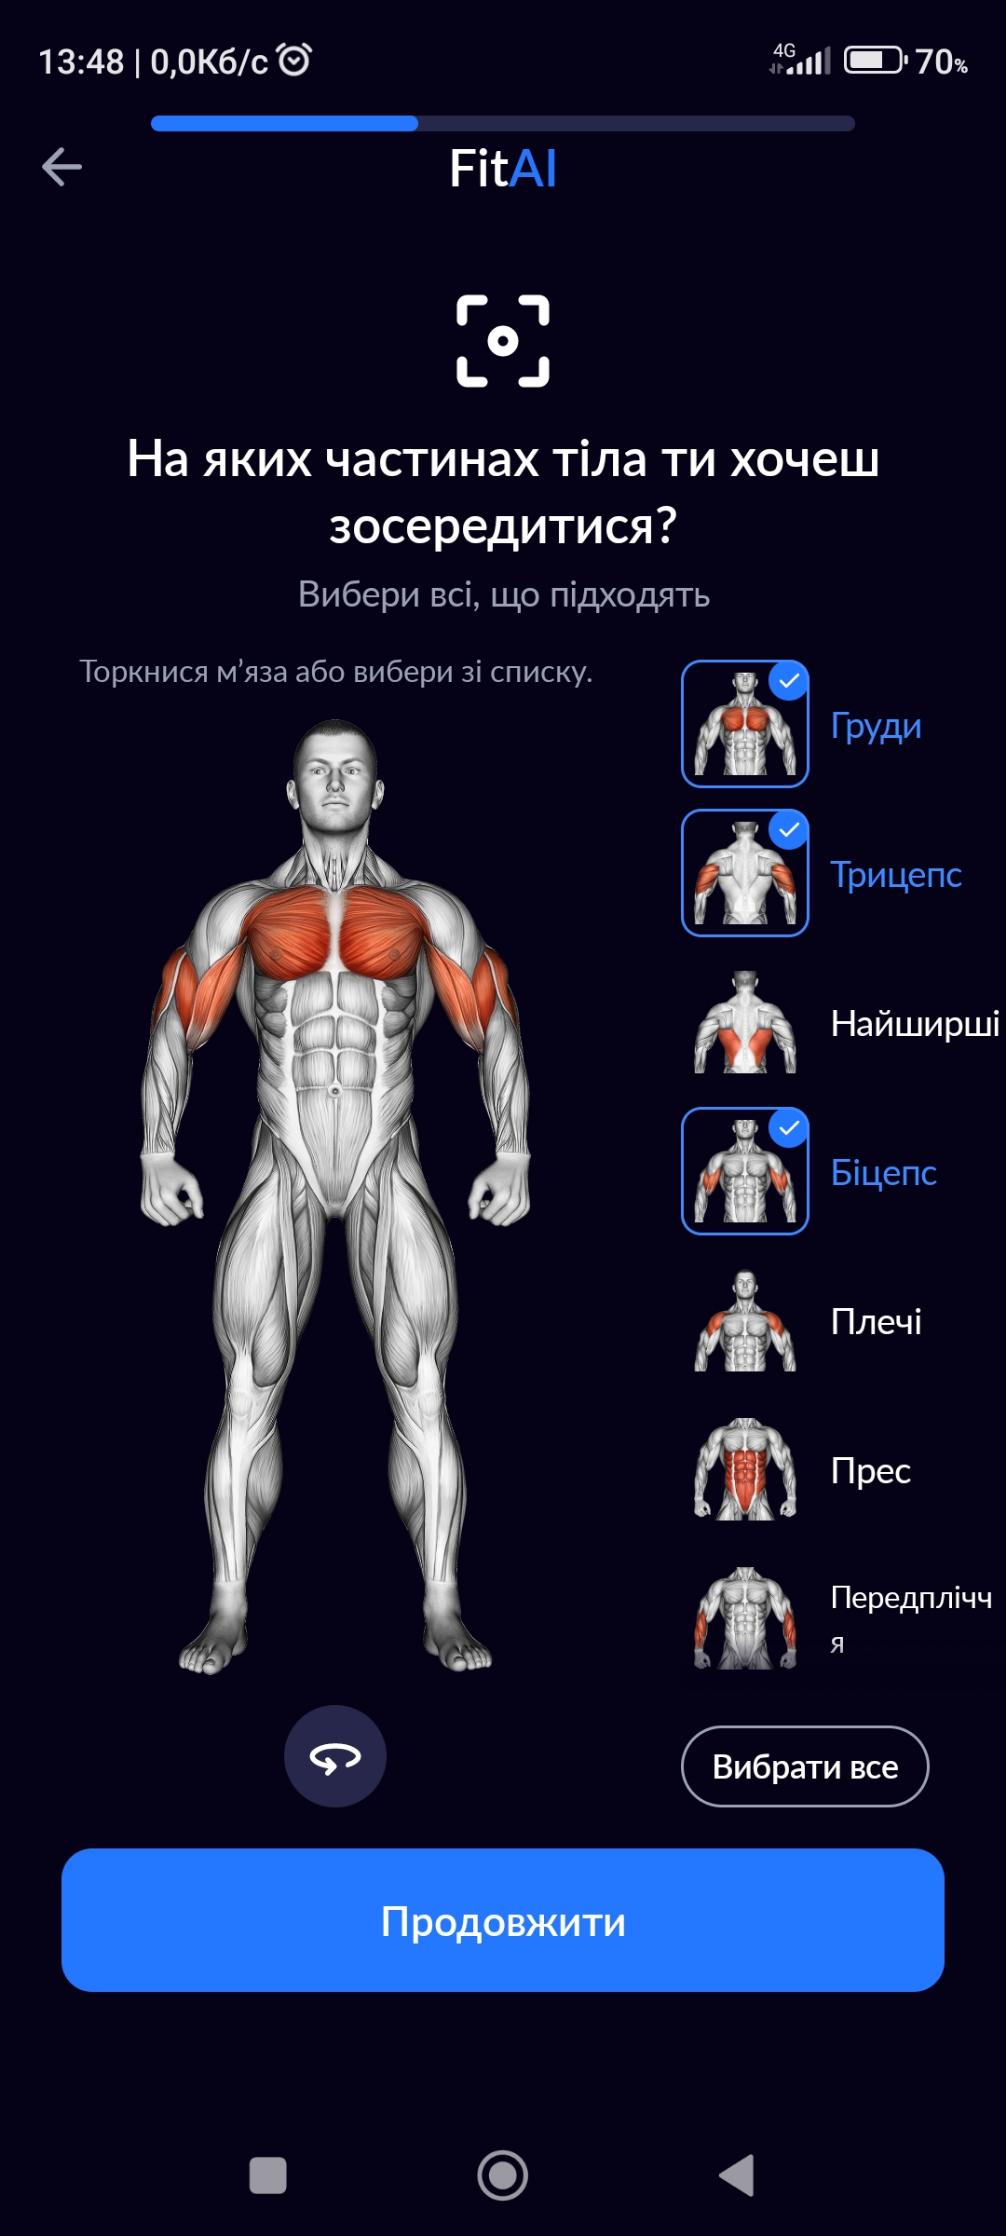 13:48 | 0,0Кб/с
4G
70%
FitAI
На яких частинах тіла ти хочеш
зосередитися?
Вибери всі, що підходять
Торкнися м’яза або вибери зі списку.
Груди
Трицепс
Найширші
Біцепс
Плечі
Прес
Передплічч
я
Вибрати все
Продовжити